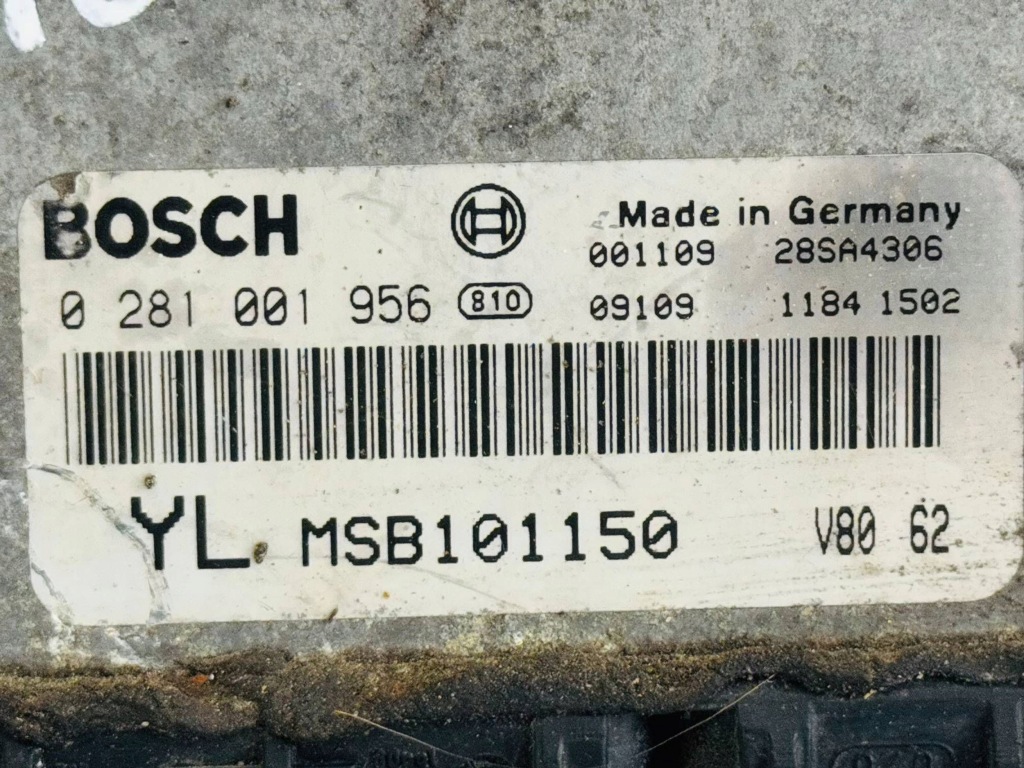 BOSCH
Made in Germany
001109 28SA4306
0 281 001 956 810
09109 1184 1502
YL MSB101150 V80 62